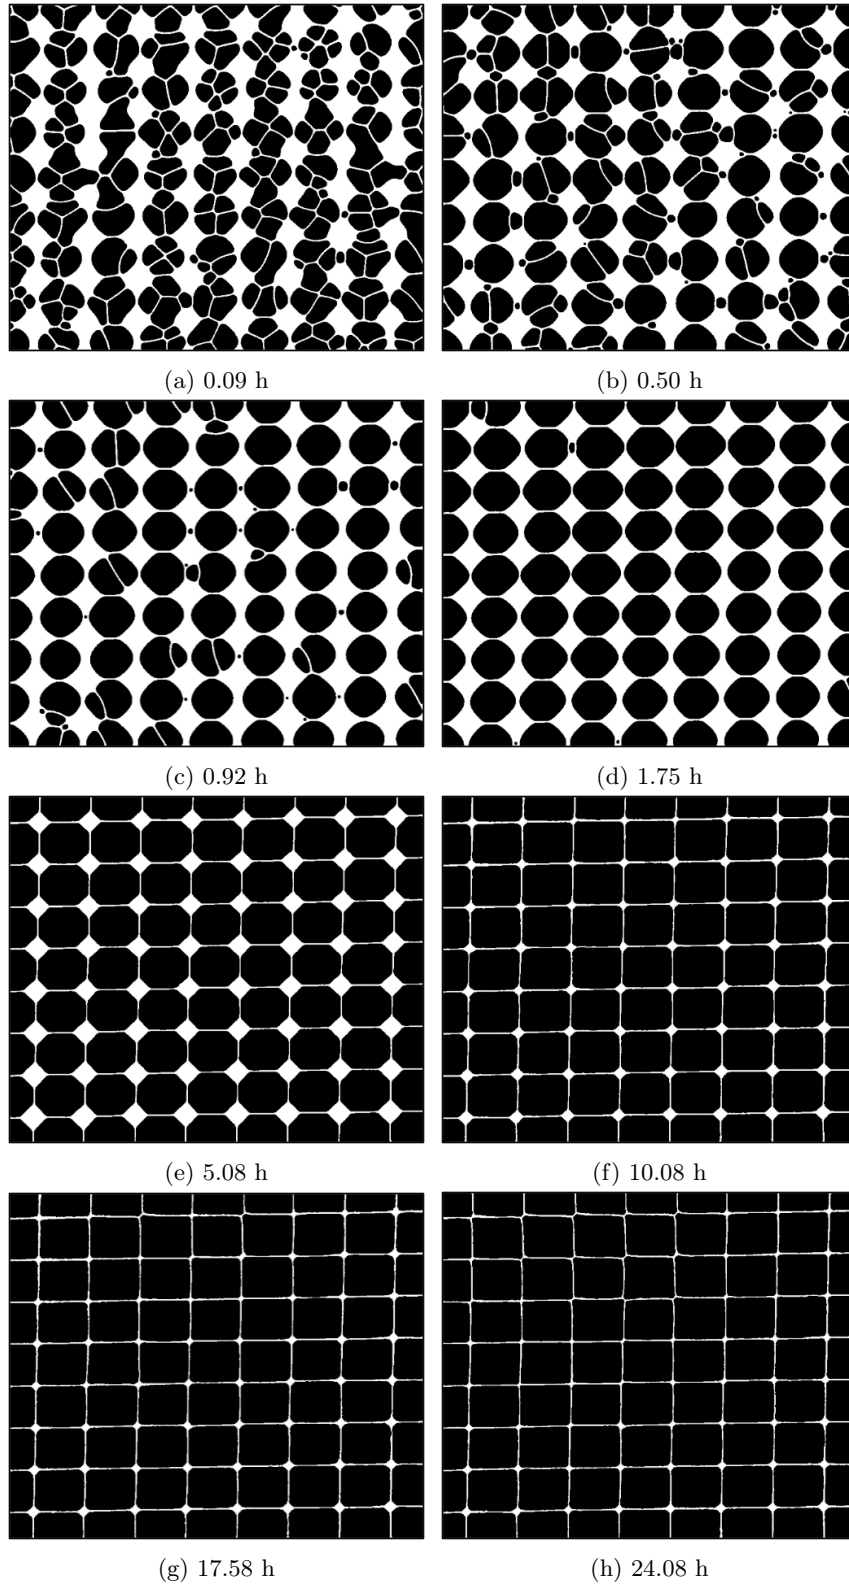 (a) 0.09 h
(b) 0.50 h
(c) 0.92 h
(d) 1.75 h
(e) 5.08 h
(f) 10.08 h
(g) 17.58 h
(h) 24.08 h